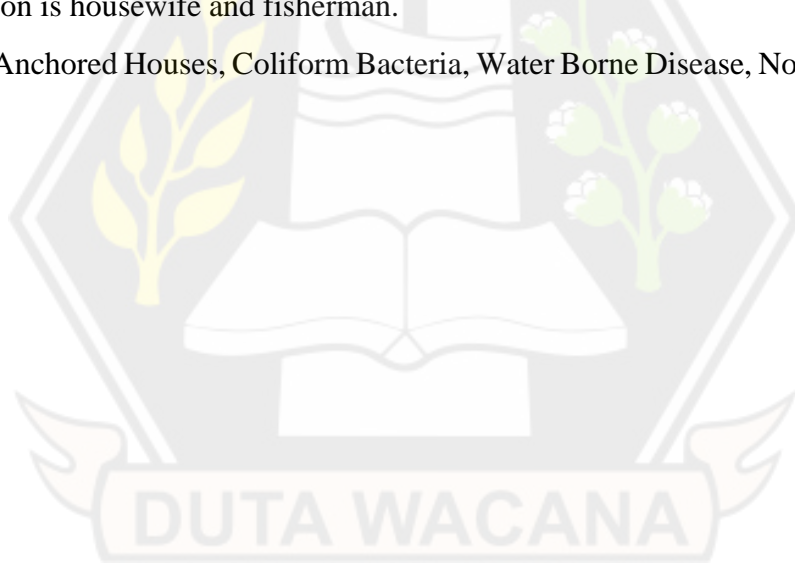 on is housewife and fisherman.
Anchored Houses, Coliform Bacteria, Water Borne Disease, No
DUTA WACANA